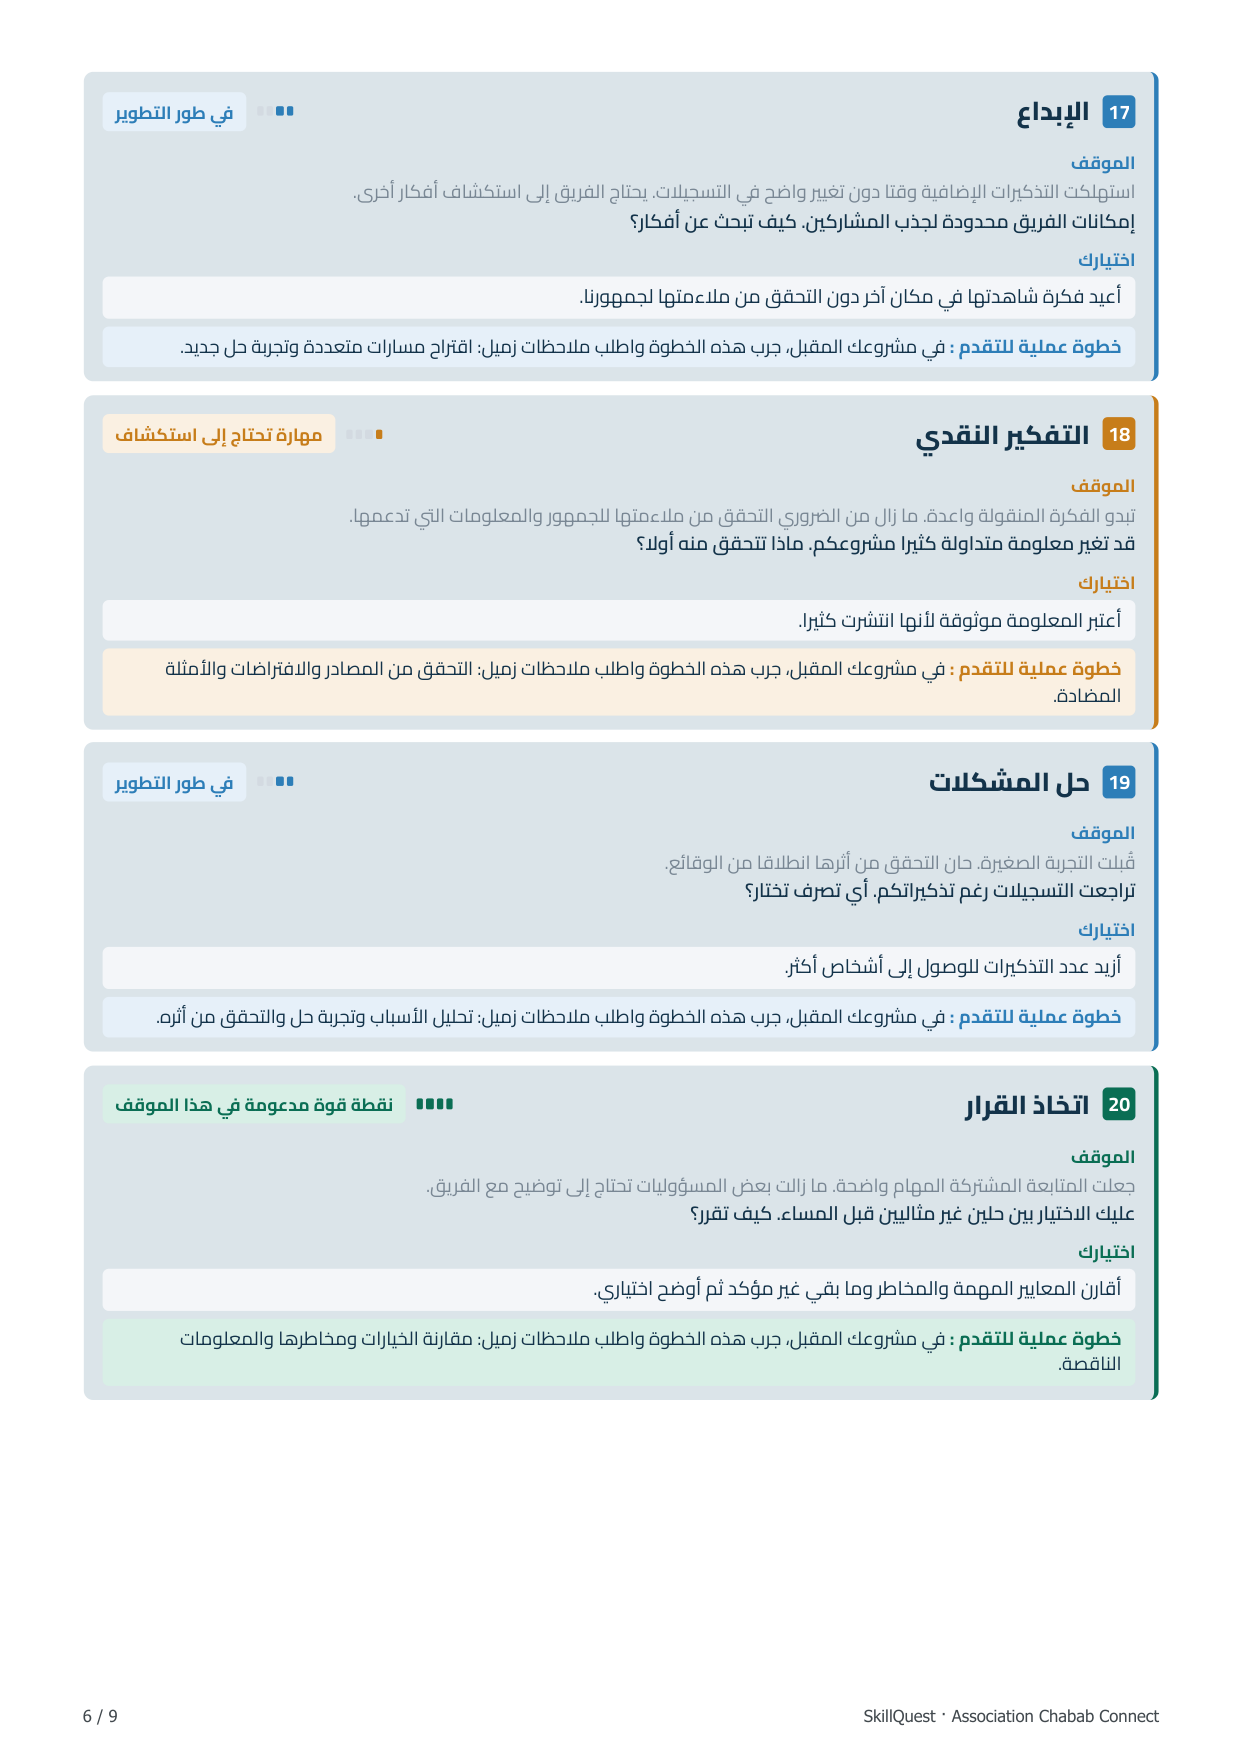 17 الإبداع في طور التطوير
الموقف
استهلكت التذكيرات الإضافية وقتا دون تغيير واضح في التسجيلات. يحتاج الفريق إلى استكشاف أفكار أخرى.
إمكانات الفريق محدودة لجذب المشاركين. كيف تبحث عن أفكار؟
اختيارك
أعيد فكرة شاهدتها في مكان آخر دون التحقق من ملاءمتها لجمهورنا.
خطوة عملية للتقدم : في مشروعك المقبل، جرب هذه الخطوة واطلب ملاحظات زميل: اقتراح مسارات متعددة وتجربة حل جديد.
18 التفكير النقدي مهارة تحتاج إلى استكشاف
الموقف
تبدو الفكرة المنقولة واعدة. ما زال من الضروري التحقق من ملاءمتها للجمهور والمعلومات التي تدعمها.
قد تغير معلومة متداولة كثيرا مشروعكم. ماذا تتحقق منه أولا؟
اختيارك
أعتبر المعلومة موثوقة لأنها انتشرت كثيرا.
خطوة عملية للتقدم : في مشروعك المقبل، جرب هذه الخطوة واطلب ملاحظات زميل: التحقق من المصادر والافتراضات والأمثلة
المضادة.
19 حل المشكلات في طور التطوير
الموقف
قُبلت التجربة الصغيرة. حان التحقق من أثرها انطلاقا من الوقائع.
تراجعت التسجيلات رغم تذكيراتكم. أي تصرف تختار؟
اختيارك
أزيد عدد التذكيرات للوصول إلى أشخاص أكثر.
خطوة عملية للتقدم : في مشروعك المقبل، جرب هذه الخطوة واطلب ملاحظات زميل: تحليل الأسباب وتجربة حل والتحقق من أثره.
20 اتخاذ القرار نقطة قوة مدعومة في هذا الموقف
الموقف
جعلت المتابعة المشتركة المهام واضحة. ما زالت بعض المسؤوليات تحتاج إلى توضيح مع الفريق.
عليك الاختيار بين حلين غير مثاليين قبل المساء. كيف تقرر؟
اختيارك
أقارن المعايير المهمة والمخاطر وما بقي غير مؤكد ثم أوضح اختياري.
خطوة عملية للتقدم : في مشروعك المقبل، جرب هذه الخطوة واطلب ملاحظات زميل: مقارنة الخيارات ومخاطرها والمعلومات
الناقصة.
6 / 9 SkillQuest · Association Chabab Connect